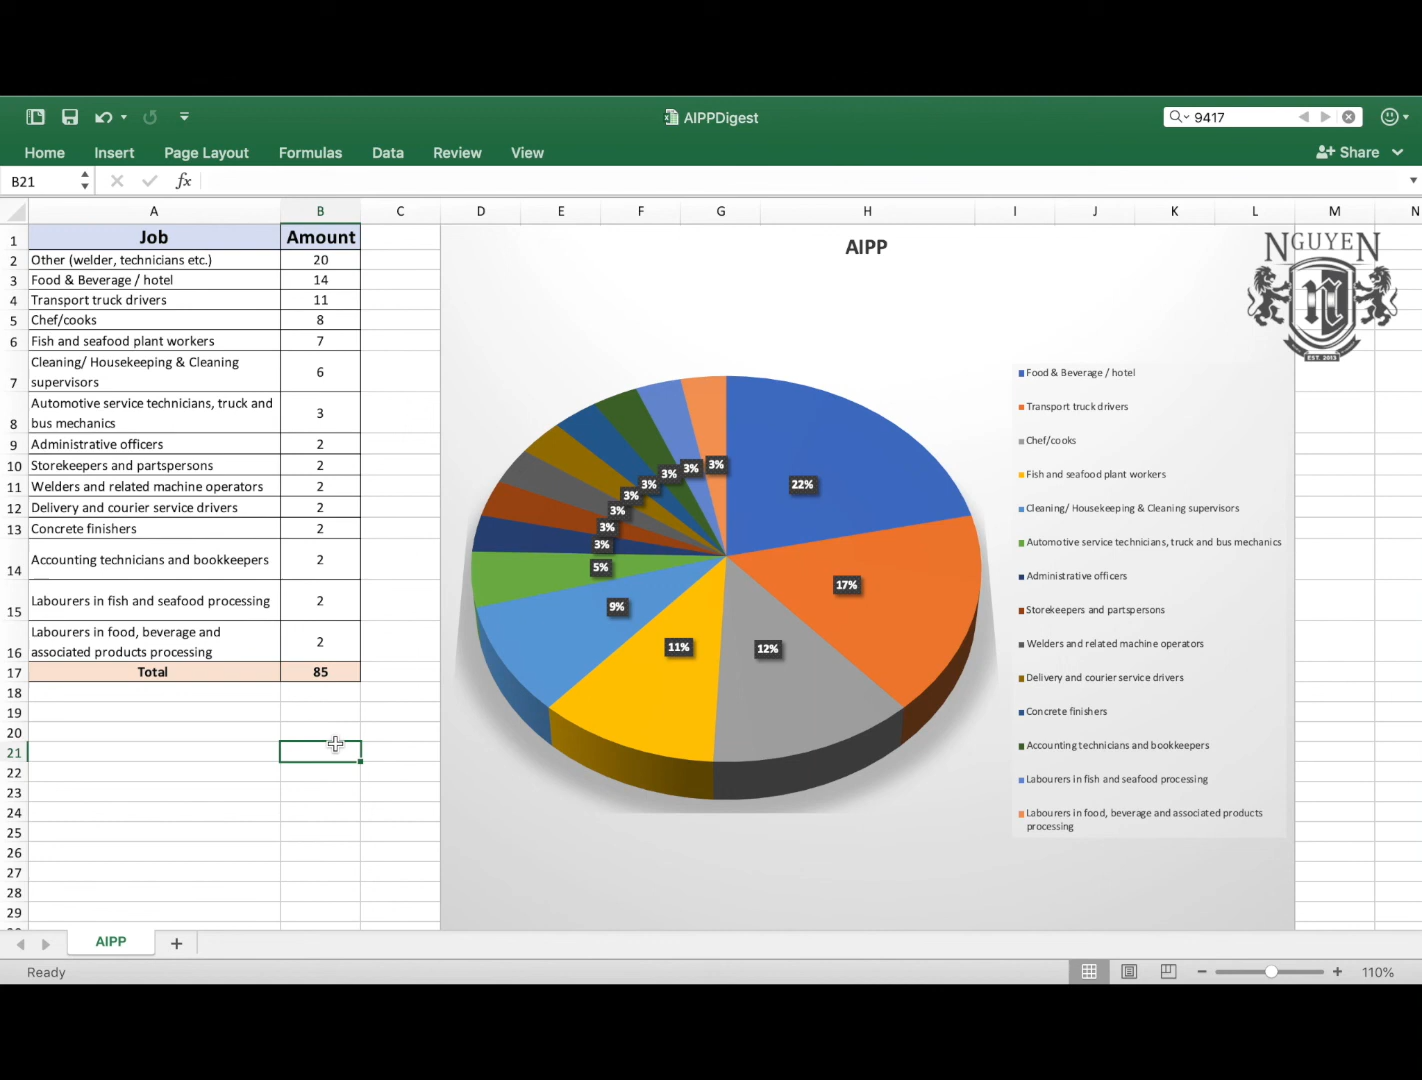 AIPPDigest
9417
Home Insert Page Layout Formulas Data Review View Share
B21 fx
A B C D E F G H I J K L M N
1 Job Amount
2 Other (welder, technicians etc.) 20
3 Food & Beverage / hotel 14
4 Transport truck drivers 11
5 Chef/cooks 8
6 Fish and seafood plant workers 7
Cleaning/ Housekeeping & Cleaning
7 supervisors 6
Automotive service technicians, truck and
8 bus mechanics 3
9 Administrative officers 2
10 Storekeepers and partspersons 2
11 Welders and related machine operators 2
12 Delivery and courier service drivers 2
13 Concrete finishers 2
14 Accounting technicians and bookkeepers 2
15 Labourers in fish and seafood processing 2
Labourers in food, beverage and
16 associated products processing 2
17 Total 85
18
19
20
21
22
23
24
25
26
27
28
29
AIPP
22%
17%
12%
11%
9%
5%
3%
3%
3%
3%
3%
3%
3%
3%
Food & Beverage / hotel
Transport truck drivers
Chef/cooks
Fish and seafood plant workers
Cleaning/ Housekeeping & Cleaning supervisors
Automotive service technicians, truck and bus mechanics
Administrative officers
Storekeepers and partspersons
Welders and related machine operators
Delivery and courier service drivers
Concrete finishers
Accounting technicians and bookkeepers
Labourers in fish and seafood processing
Labourers in food, beverage and associated products
processing
NGUYEN
n
EST. 2013
AIPP
Ready
110%